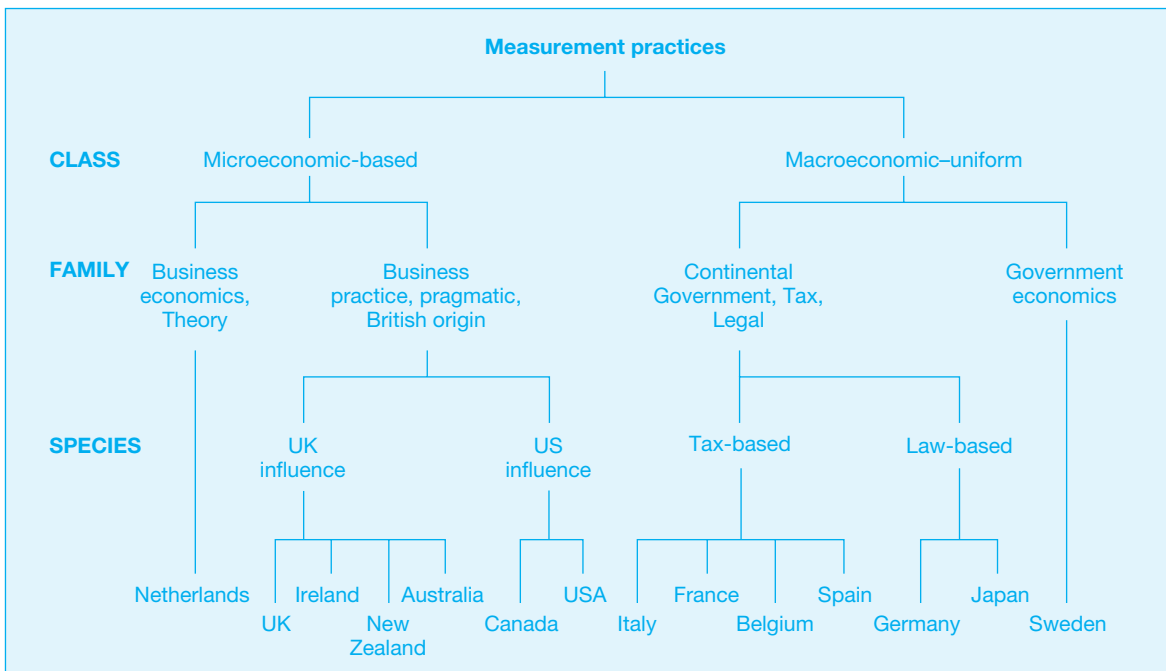 Measurement practices
CLASS Microeconomic-based Macroeconomic–uniform
FAMILY
Business
economics,
Theory
Business
practice, pragmatic,
British origin
Continental
Government, Tax,
Legal
Government
economics
SPECIES
UK
influence
US
influence
Tax-based
Law-based
Netherlands
UK
Ireland
New
Zealand
Australia
Canada
USA
Italy
France
Belgium
Spain
Germany
Japan
Sweden